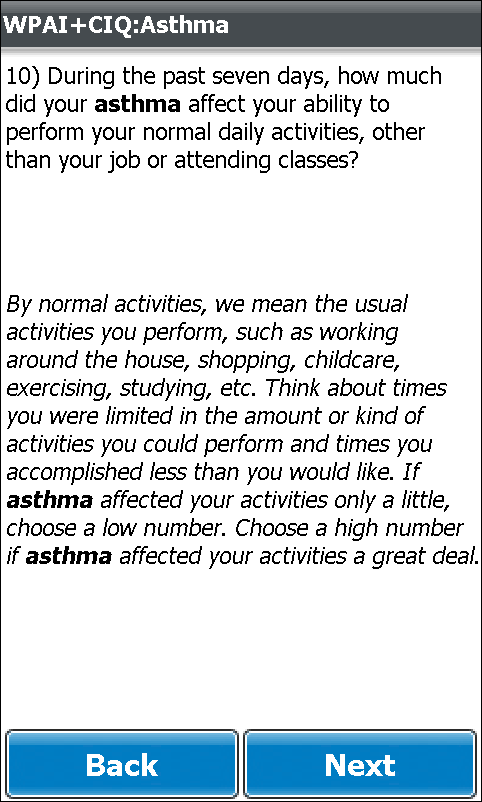 WPAI+CIQ:Asthma
10) During the past seven days, how much
did your asthma affect your ability to
perform your normal daily activities, other
than your job or attending classes?
By normal activities, we mean the usual
activities you perform, such as working
around the house, shopping, childcare,
exercising, studying, etc. Think about times
you were limited in the amount or kind of
activities you could perform and times you
accomplished less than you would like. If
asthma affected your activities only a little,
choose a low number. Choose a high number
if asthma affected your activities a great deal.
Back Next